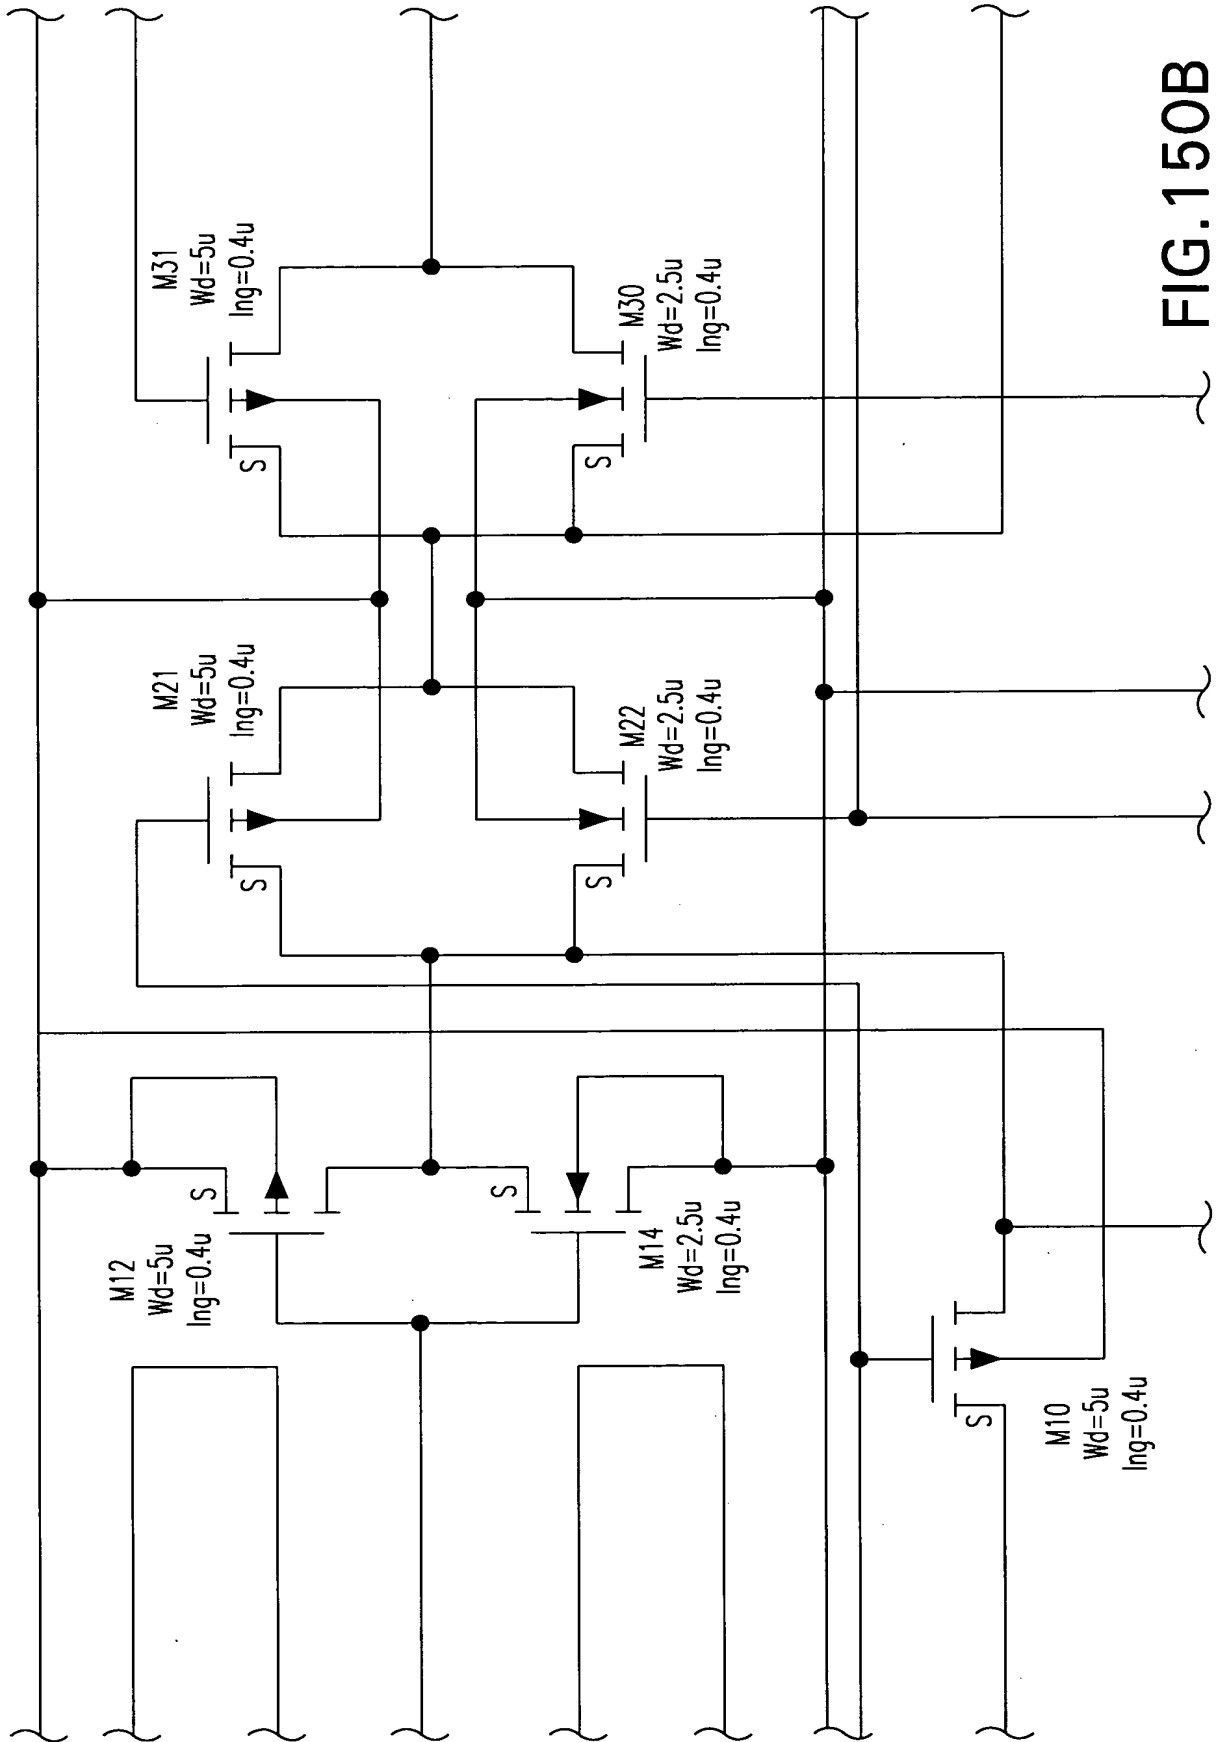 M12
Wd=5u
lng=0.4u
S
M21
Wd=5u
lng=0.4u
S
M31
Wd=5u
lng=0.4u
S
S
M14
Wd=2.5u
lng=0.4u
S
M22
Wd=2.5u
lng=0.4u
S
M30
Wd=2.5u
lng=0.4u
S
M10
Wd=5u
lng=0.4u
FIG.150B